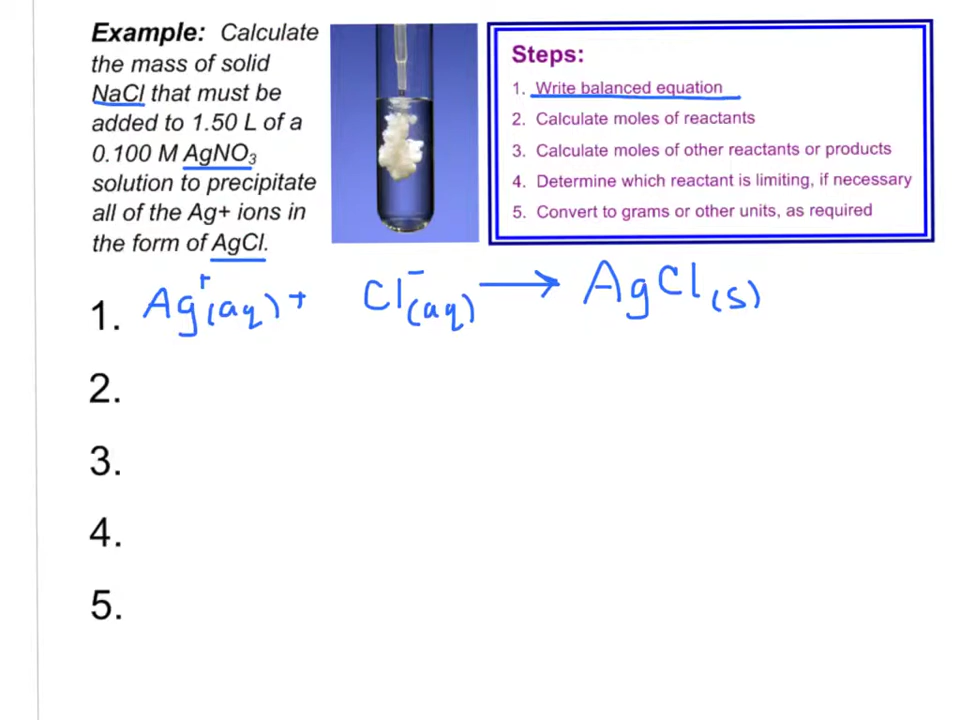 Example: Calculate
the mass of solid
NaCl that must be
added to 1.50 L of a
0.100 M AgNO₃
solution to precipitate
all of the Ag+ ions in
the form of AgCl.
Steps:
1. Write balanced equation
2. Calculate moles of reactants
3. Calculate moles of other reactants or products
4. Determine which reactant is limiting, if necessary
5. Convert to grams or other units, as required
1. Ag⁺(aq) + Cl⁻(aq) → AgCl(s)
2.
3.
4.
5.